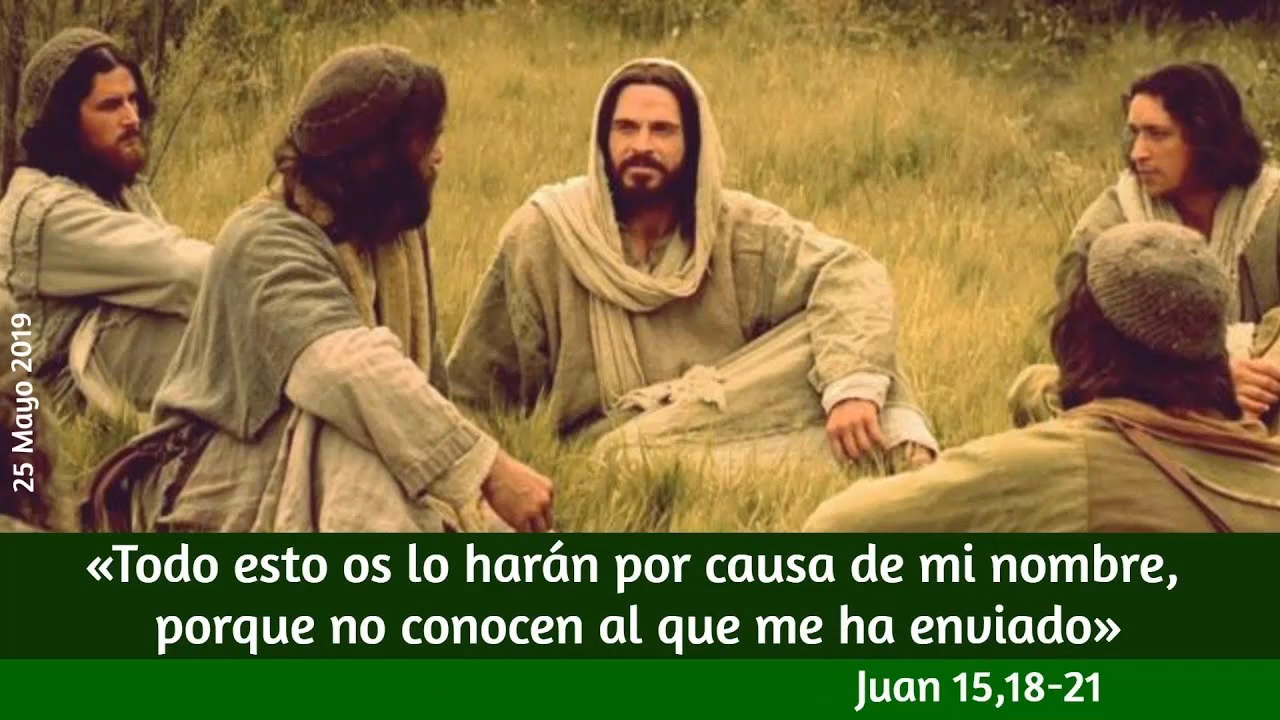 25 Mayo 2019
«Todo esto os lo harán por causa de mi nombre,
porque no conocen al que me ha enviado»
Juan 15,18-21